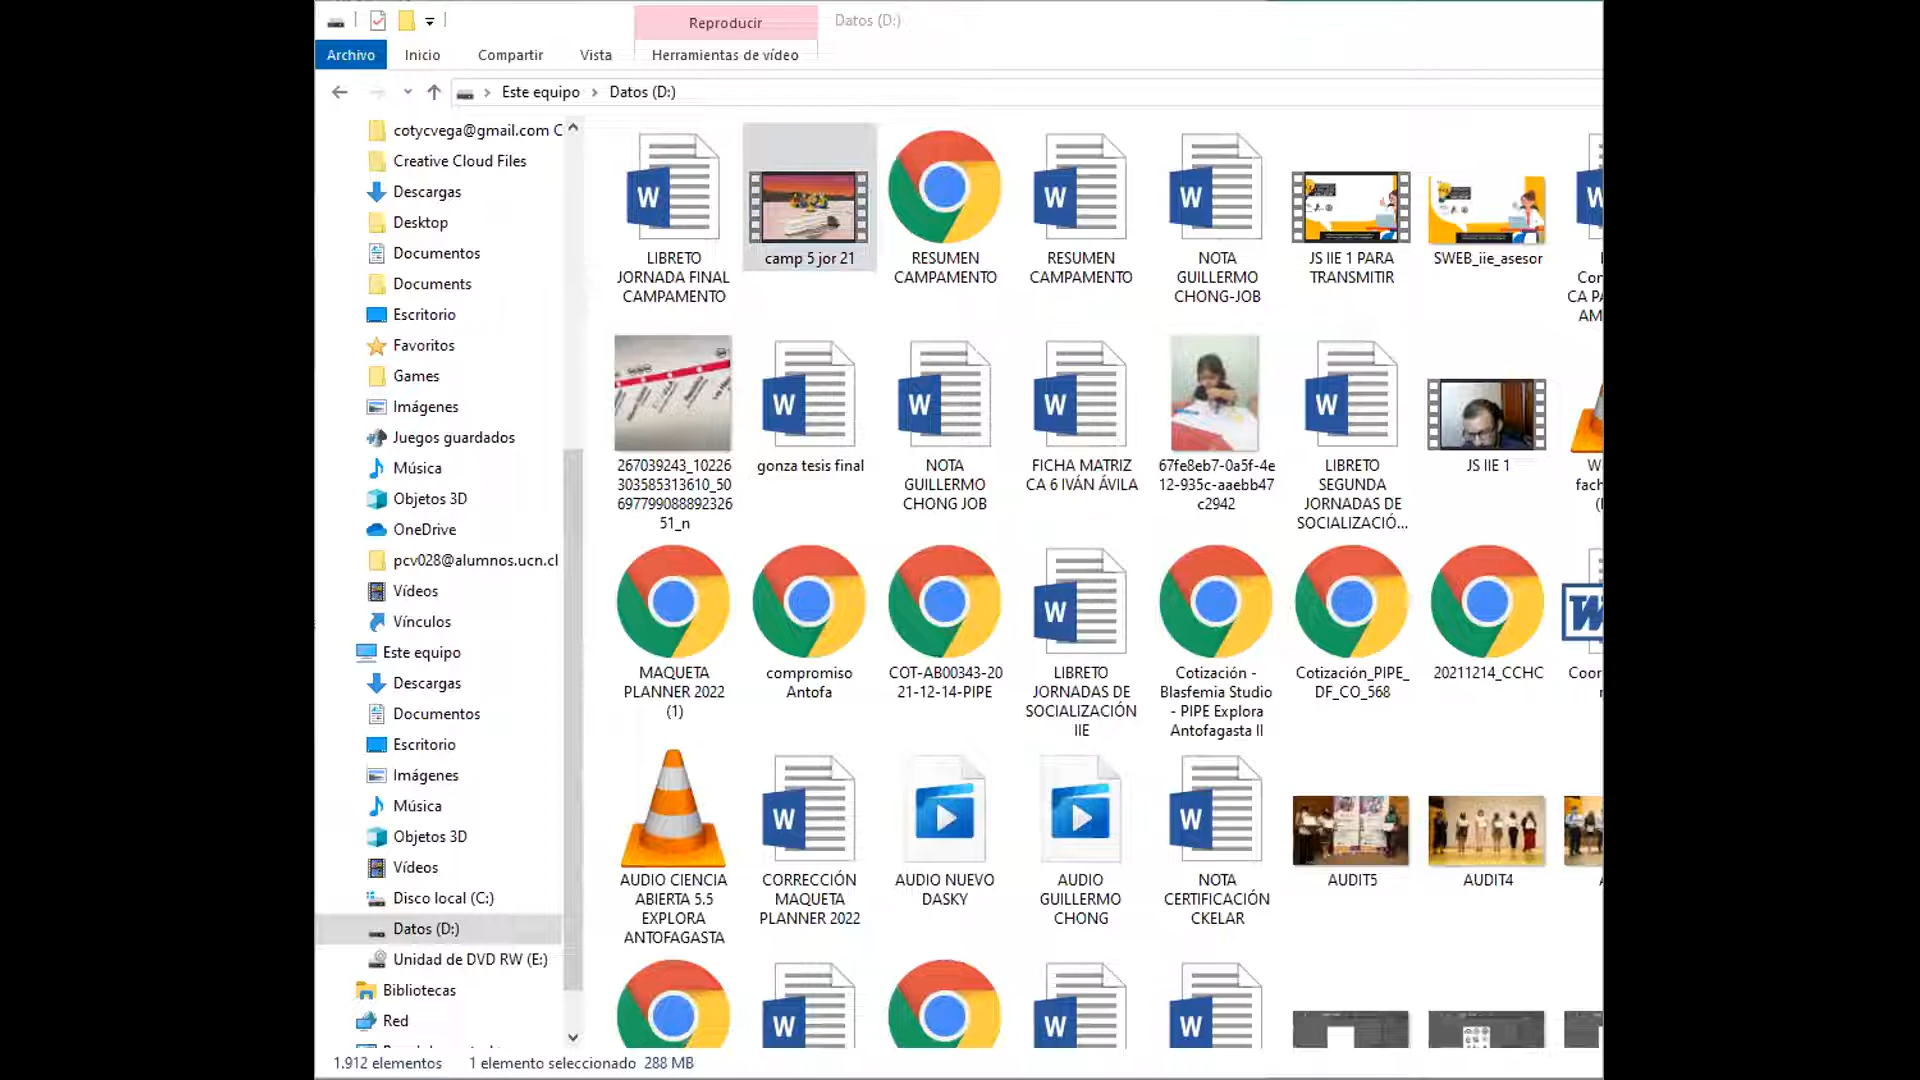 Reproducir
Datos (D:)
Archivo
Inicio
Compartir
Vista
Herramientas de vídeo
Este equipo
Datos (D:)
cotycvega@gmail.com C
Creative Cloud Files
Descargas
Desktop
Documentos
Documents
Escritorio
Favoritos
Games
Imágenes
Juegos guardados
Música
Objetos 3D
OneDrive
pcv028@alumnos.ucn.cl
Vídeos
Vínculos
Este equipo
Descargas
Documentos
Escritorio
Imágenes
Música
Objetos 3D
Vídeos
Disco local (C:)
Datos (D:)
Unidad de DVD RW (E:)
Bibliotecas
Red
LIBRETO
JORNADA FINAL
CAMPAMENTO
camp 5 jor 21
RESUMEN
CAMPAMENTO
RESUMEN
CAMPAMENTO
NOTA
GUILLERMO
CHONG-JOB
JS IIE 1 PARA
TRANSMITIR
SWEB_iie_asesor
Con
CA PA
AM
267039243_10226
303585313610_50
697799088892326
51_n
gonza tesis final
NOTA
GUILLERMO
CHONG JOB
FICHA MATRIZ
CA 6 IVÁN ÁVILA
67fe8eb7-0a5f-4e
12-935c-aaebb47
c2942
LIBRETO
SEGUNDA
JORNADAS DE
SOCIALIZACIÓ...
JS IIE 1
W
fach
MAQUETA
PLANNER 2022
(1)
compromiso
Antofa
COT-AB00343-20
21-12-14-PIPE
LIBRETO
JORNADAS DE
SOCIALIZACIÓN
IIE
Cotización -
Blasfemia Studio
- PIPE Explora
Antofagasta II
Cotización_PIPE_
DF_CO_568
20211214_CCHC
Coor
AUDIO CIENCIA
ABIERTA 5.5
EXPLORA
ANTOFAGASTA
CORRECCIÓN
MAQUETA
PLANNER 2022
AUDIO NUEVO
DASKY
AUDIO
GUILLERMO
CHONG
NOTA
CERTIFICACIÓN
CKELAR
AUDIT5
AUDIT4
1.912 elementos
1 elemento seleccionado 288 MB